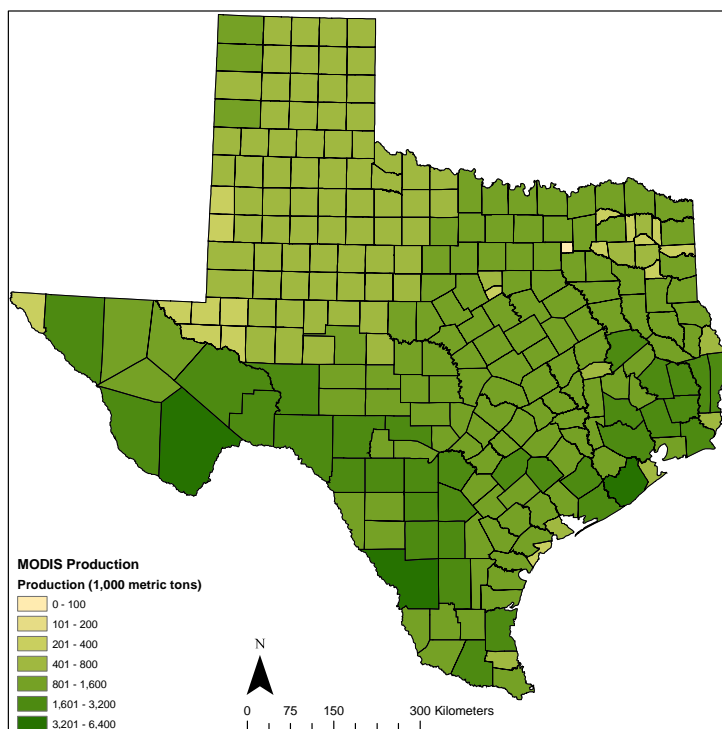 MODIS Production
Production (1,000 metric tons)
0 - 100
101 - 200
201 - 400
401 - 800
801 - 1,600
1,601 - 3,200
3,201 - 6,400
N
0 75 150 300 Kilometers